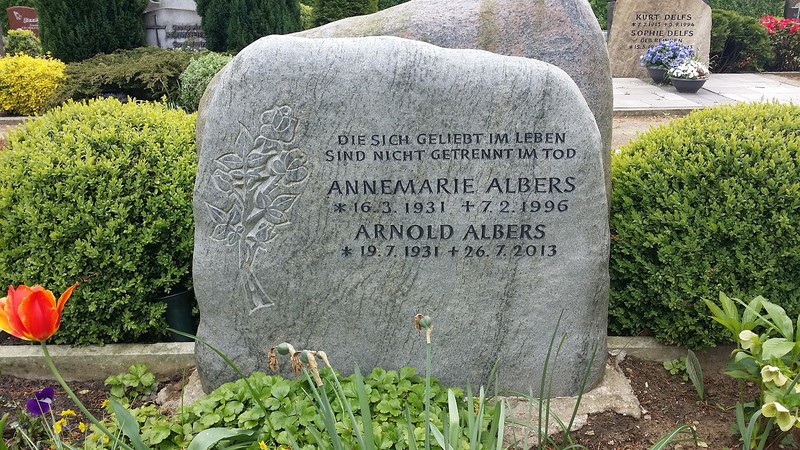 DIE SICH GELIEBT IM LEBEN
SIND NICHT GETRENNT IM TOD
ANNEMARIE ALBERS
* 16.3.1931 + 7.2.1996
ARNOLD ALBERS
* 19.7.1931 + 26.7.2013
KURT DELFS
SOPHIE DELFS